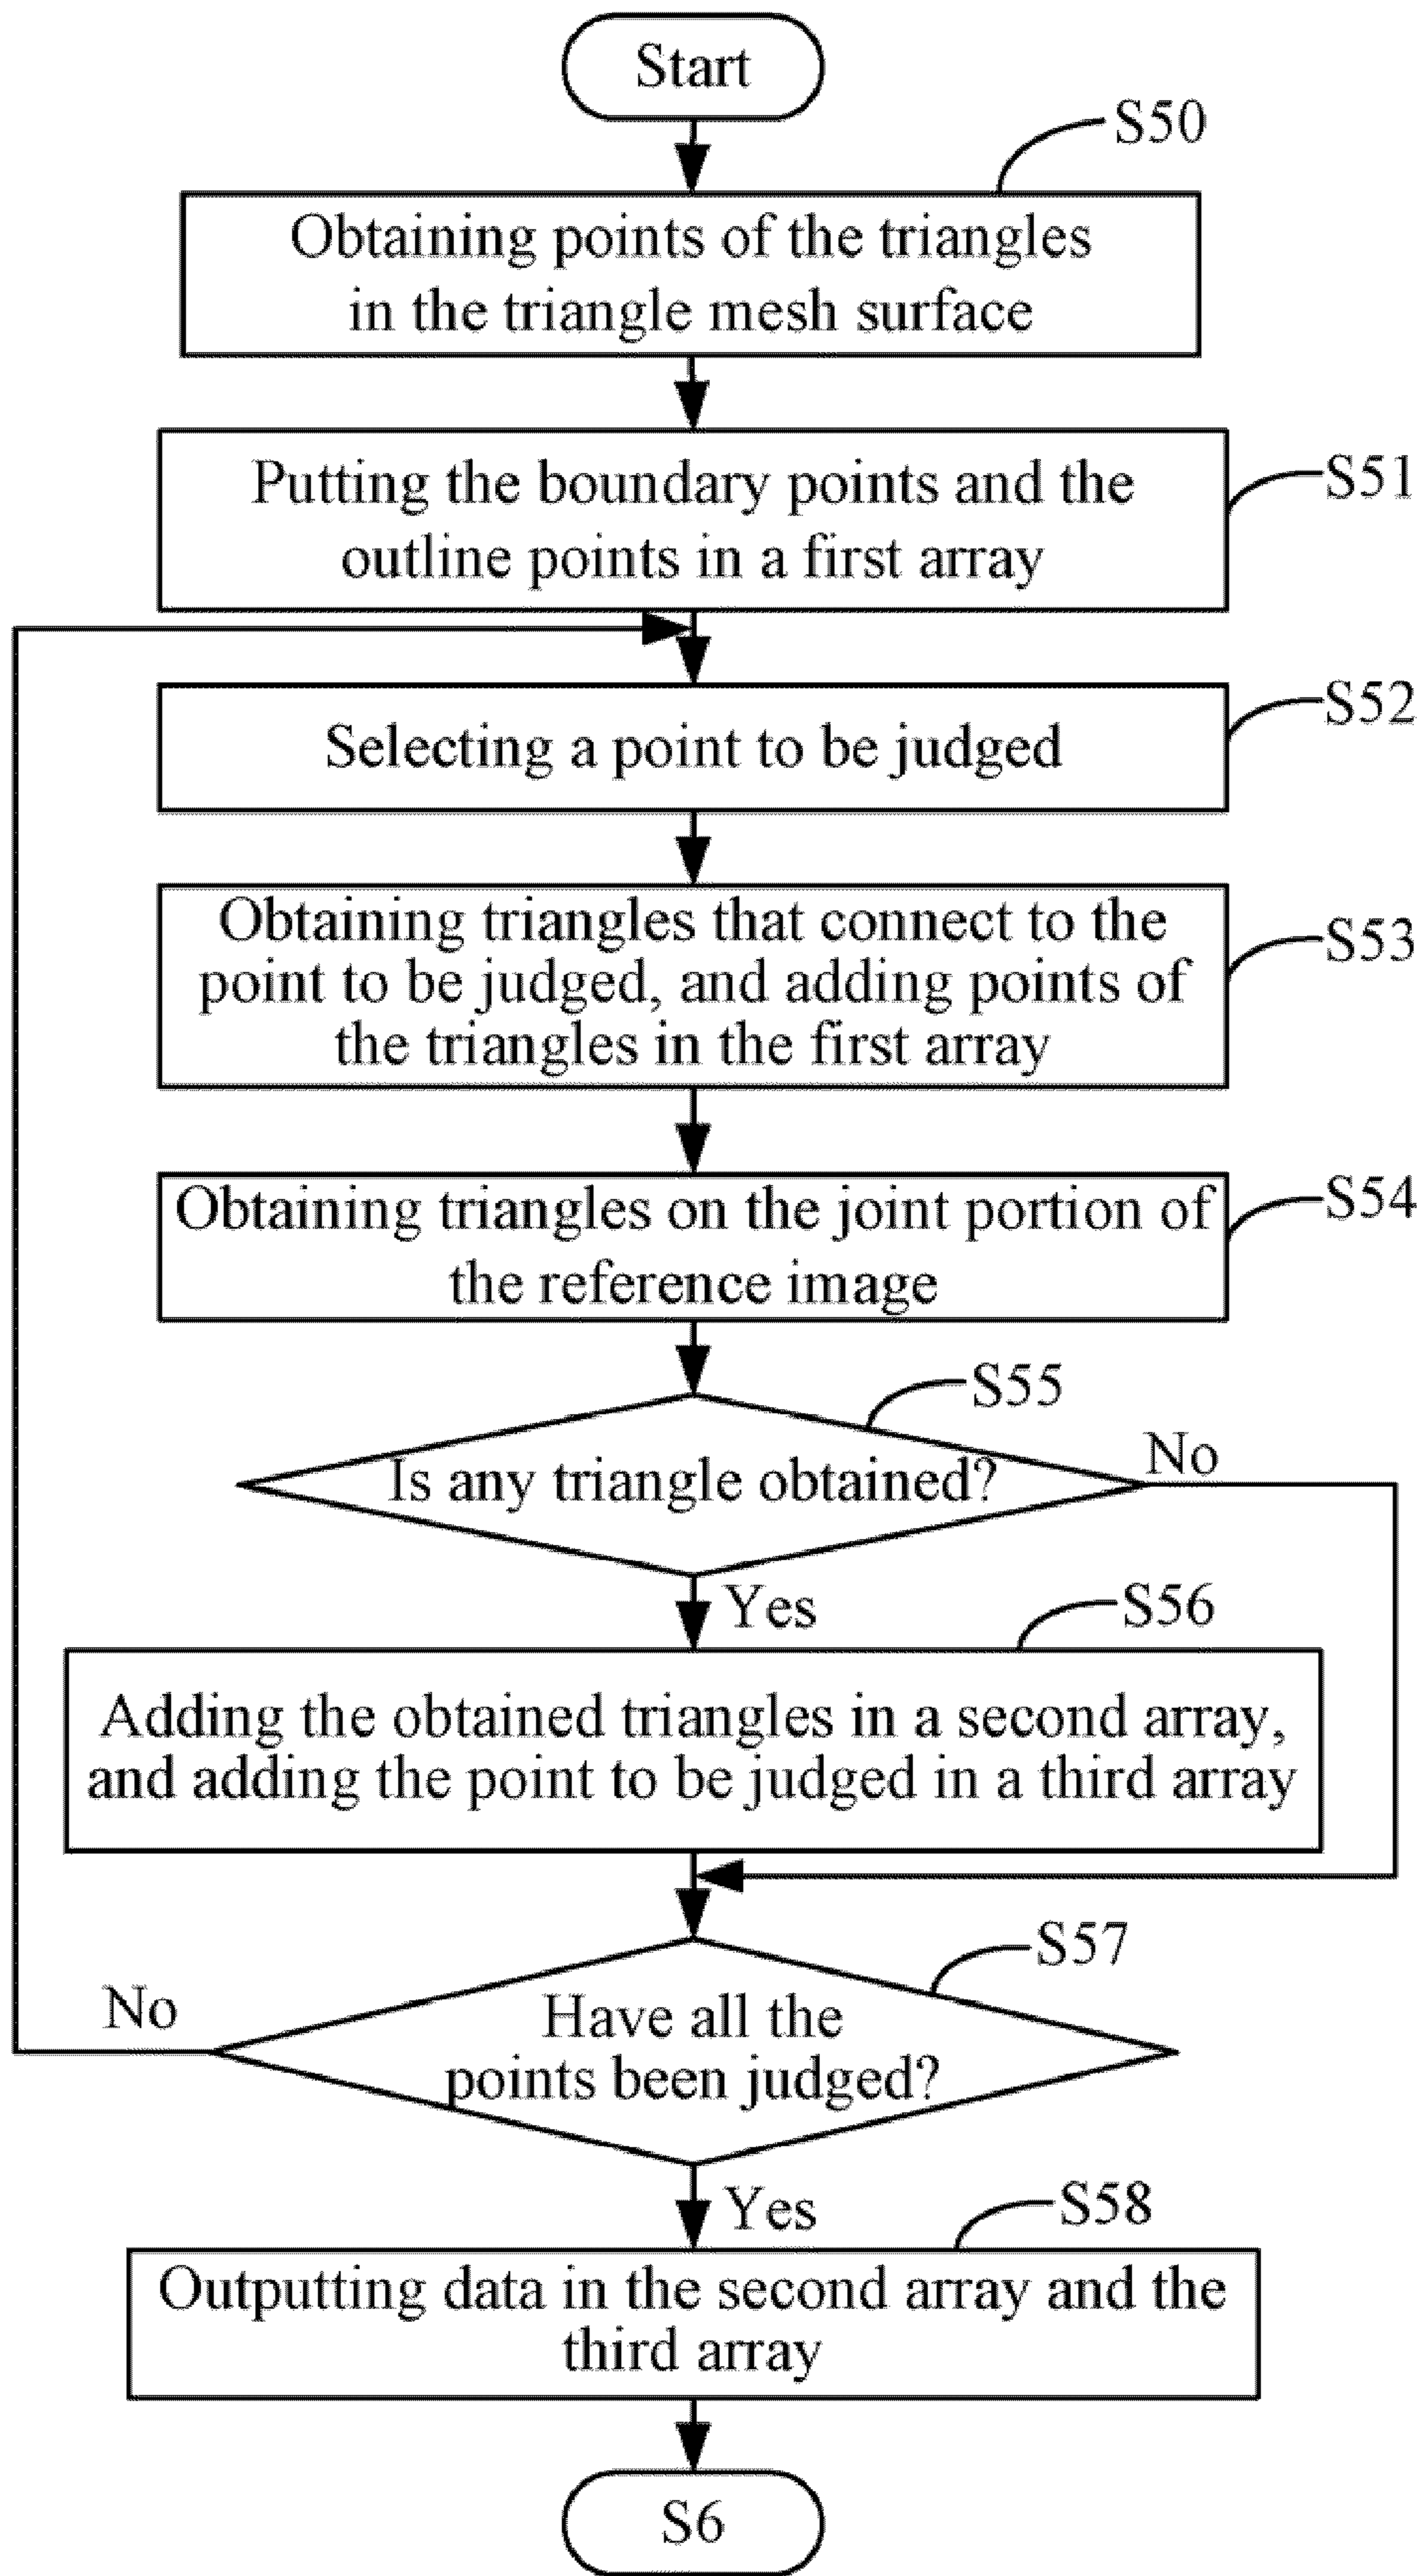 Start
S50
Obtaining points of the triangles
in the triangle mesh surface
Putting the boundary points and the
outline points in a first array
S51
Selecting a point to be judged
S52
Obtaining triangles that connect to the
point to be judged, and adding points of
the triangles in the first array
S53
Obtaining triangles on the joint portion of
the reference image
S54
S55
Is any triangle obtained?
No
Yes
S56
Adding the obtained triangles in a second array,
and adding the point to be judged in a third array
S57
Have all the
points been judged?
No
Yes
S58
Outputting data in the second array and the
third array
S6